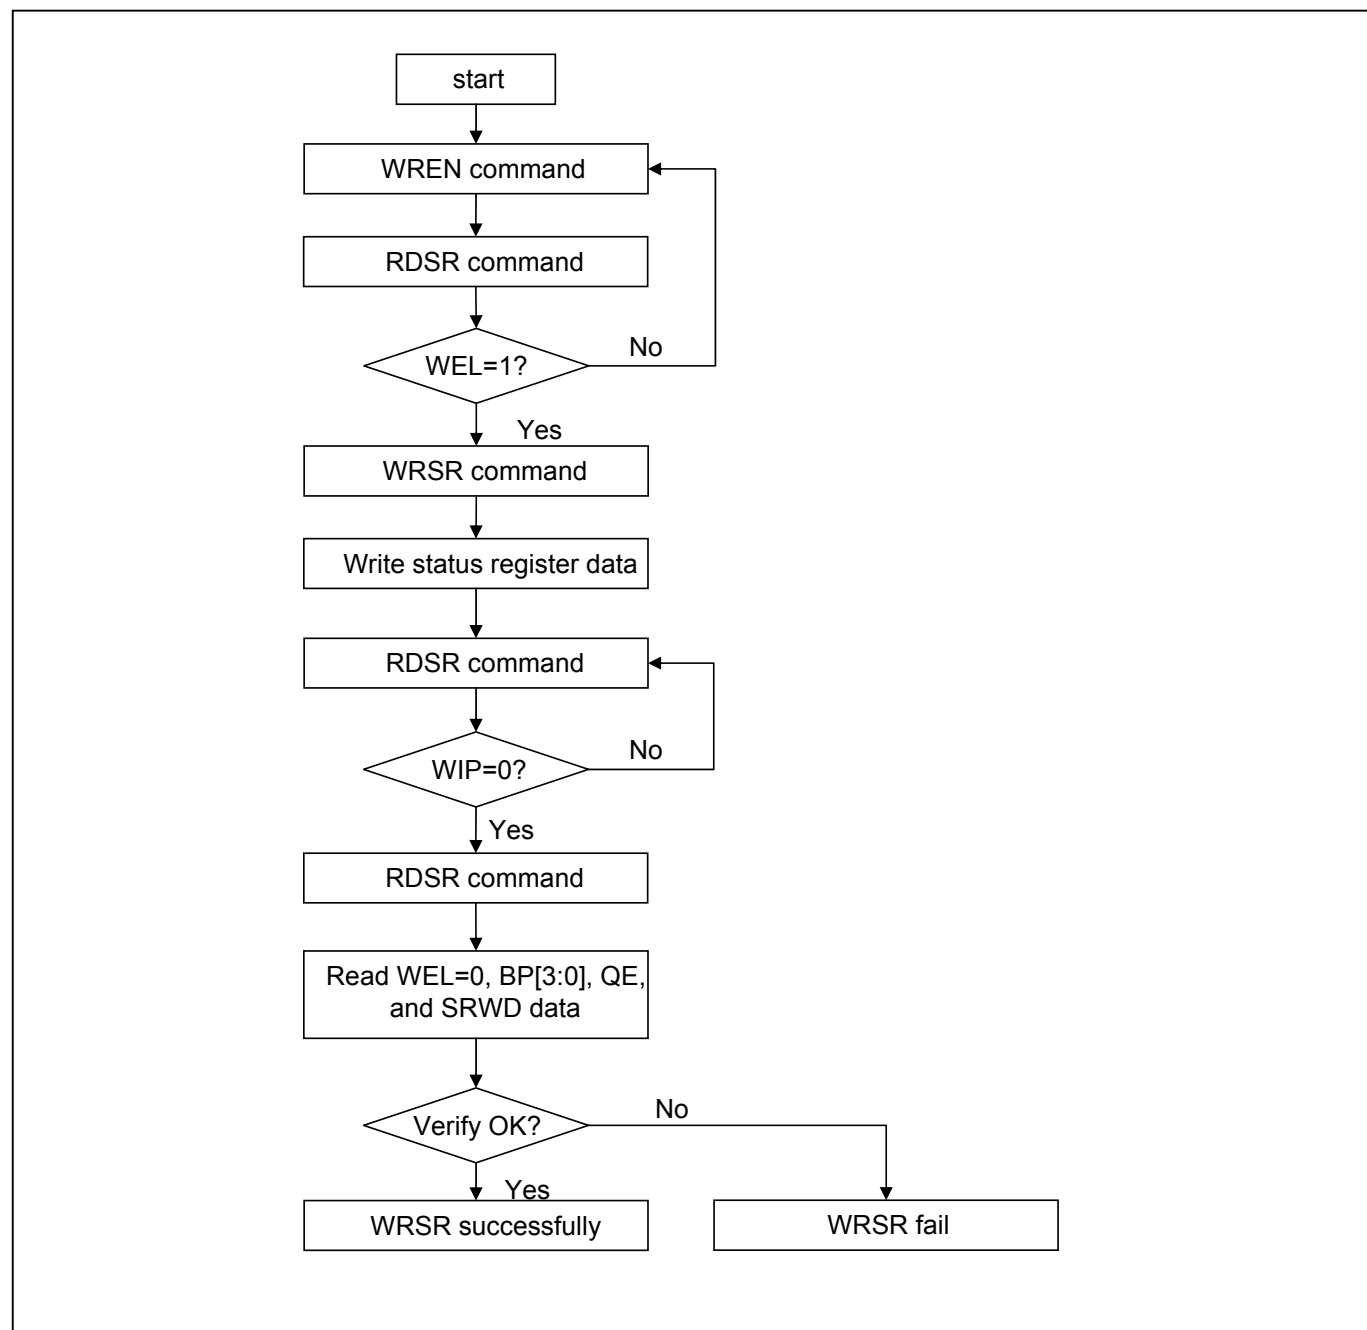 start
WREN command
RDSR command
WEL=1?
No
Yes
WRSR command
Write status register data
RDSR command
WIP=0?
No
Yes
RDSR command
Read WEL=0, BP[3:0], QE,
and SRWD data
Verify OK?
No
Yes
WRSR successfully
WRSR fail